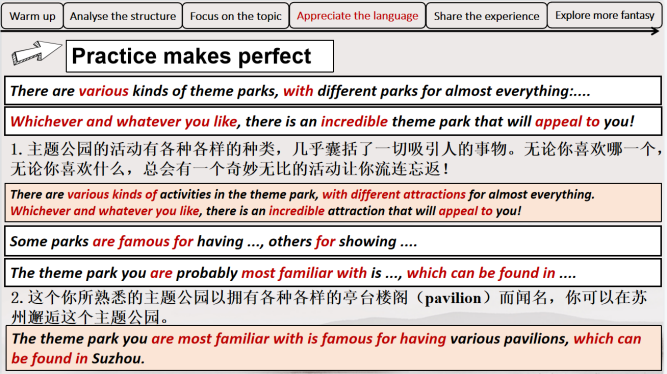 Warm up
Analyse the structure
Focus on the topic
Appreciate the language
Share the experience
Explore more fantasy
Practice makes perfect
There are various kinds of theme parks, with different parks for almost everything:....
Whichever and whatever you like, there is an incredible theme park that will appeal to you!
1. 主题公园的活动有各种各样的种类，几乎囊括了一切吸引人的事物。无论你喜欢哪一个，
无论你喜欢什么，总会有一个奇妙无比的活动让你流连忘返！
There are various kinds of activities in the theme park, with different attractions for almost everything.
Whichever and whatever you like, there is an incredible attraction that will appeal to you!
Some parks are famous for having ..., others for showing ....
The theme park you are probably most familiar with is ..., which can be found in ....
2. 这个你所熟悉的主题公园以拥有各种各样的亭台楼阁（pavilion）而闻名，你可以在苏
州邂逅这个主题公园。
The theme park you are most familiar with is famous for having various pavilions, which can
be found in Suzhou.